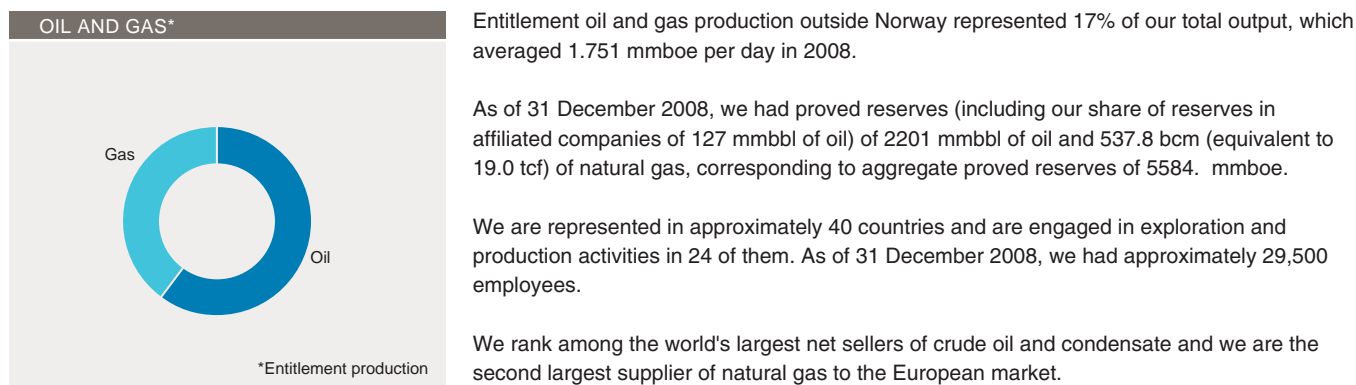 OIL AND GAS*
Gas
Oil
*Entitlement production
Entitlement oil and gas production outside Norway represented 17% of our total output, which
averaged 1.751 mmboe per day in 2008.
As of 31 December 2008, we had proved reserves (including our share of reserves in
affiliated companies of 127 mmbbl of oil) of 2201 mmbbl of oil and 537.8 bcm (equivalent to
19.0 tcf) of natural gas, corresponding to aggregate proved reserves of 5584.  mmboe.
We are represented in approximately 40 countries and are engaged in exploration and
production activities in 24 of them. As of 31 December 2008, we had approximately 29,500
employees.
We rank among the world's largest net sellers of crude oil and condensate and we are the
second largest supplier of natural gas to the European market.